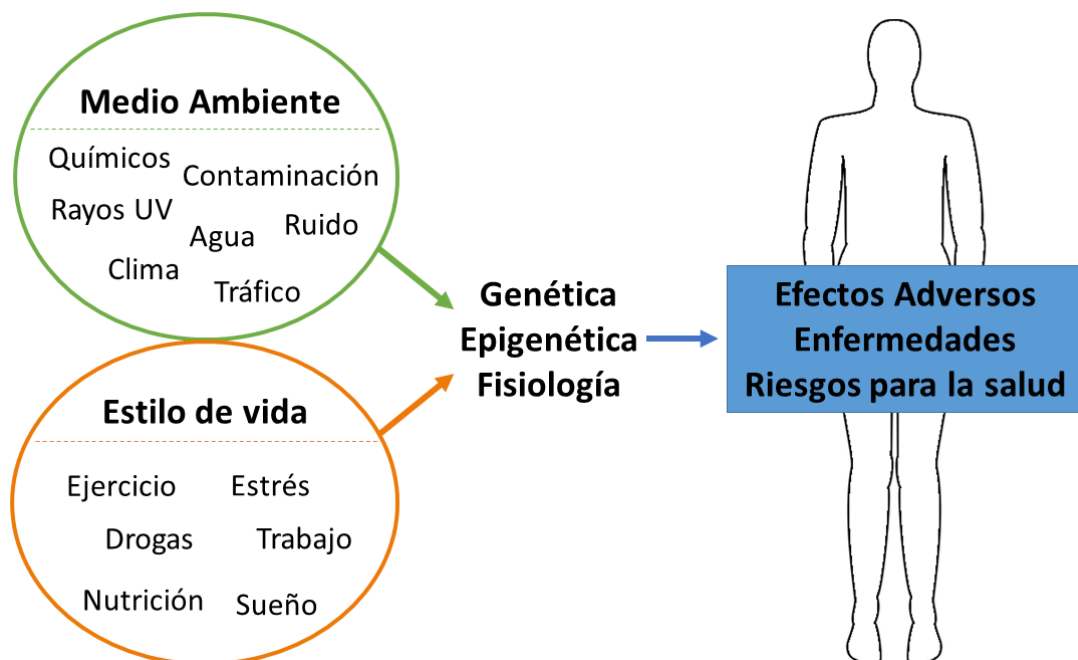 Medio Ambiente
Químicos
Contaminación
Rayos UV
Agua
Ruido
Clima
Tráfico
Estilo de vida
Ejercicio
Estrés
Drogas
Trabajo
Nutrición
Sueño
Genética
Epigenética
Fisiología
Efectos Adversos
Enfermedades
Riesgos para la salud